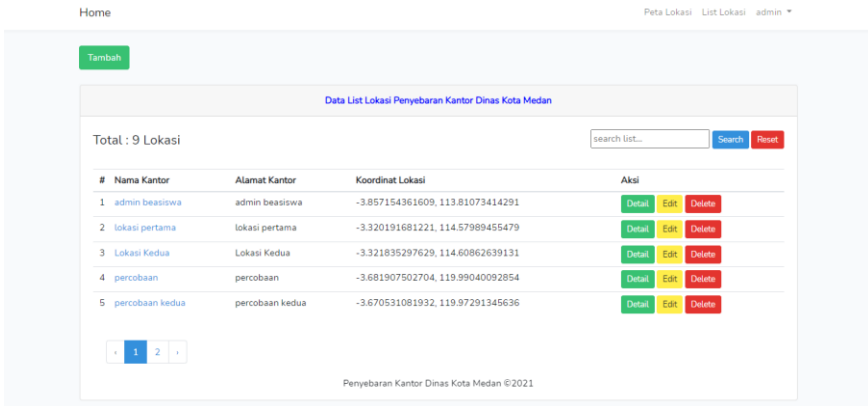 Home Peta Lokasi List Lokasi admin
Tambah
Data List Lokasi Penyebaran Kantor Dinas Kota Medan
Total : 9 Lokasi search list... Search Reset
# Nama Kantor Alamat Kantor Koordinat Lokasi Aksi
1 admin beasiswa admin beasiswa -3.857154361609, 113.81073414291 Detail Edit Delete
2 lokasi pertama lokasi pertama -3.320191681221, 114.57989455479 Detail Edit Delete
3 Lokasi Kedua Lokasi Kedua -3.321835297629, 114.60862639131 Detail Edit Delete
4 percobaan percobaan -3.681907502704, 119.99040092854 Detail Edit Delete
5 percobaan kedua percobaan kedua -3.670531081932, 119.97291345636 Detail Edit Delete
‹ 1 2 ›
Penyebaran Kantor Dinas Kota Medan ©2021